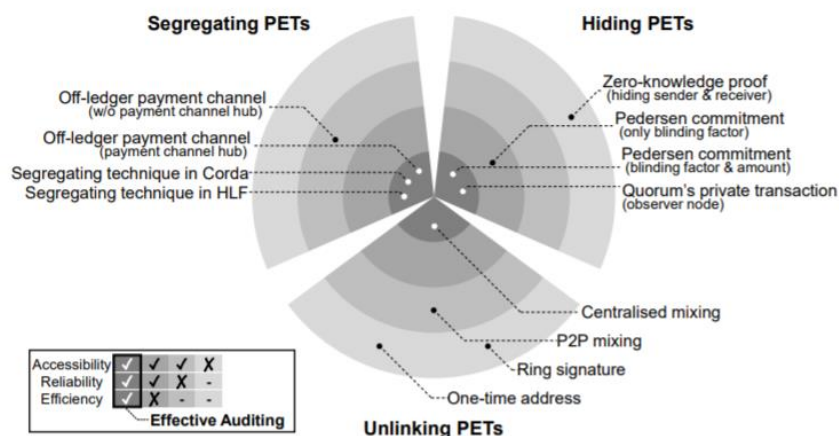 Segregating PETs
Hiding PETs
Off-ledger payment channel
(w/o payment channel hub)
Off-ledger payment channel
(payment channel hub)
Segregating technique in Corda
Segregating technique in HLF
Zero-knowledge proof
(hiding sender & receiver)
Pedersen commitment
(only blinding factor)
Pedersen commitment
(blinding factor & amount)
Quorum's private transaction
(observer node)
Centralised mixing
P2P mixing
Ring signature
One-time address
Unlinking PETs
Accessibility ✓ ✓ ✓ ✗
Reliability ✓ ✓ ✗ -
Efficiency ✓ ✗ - -
Effective Auditing